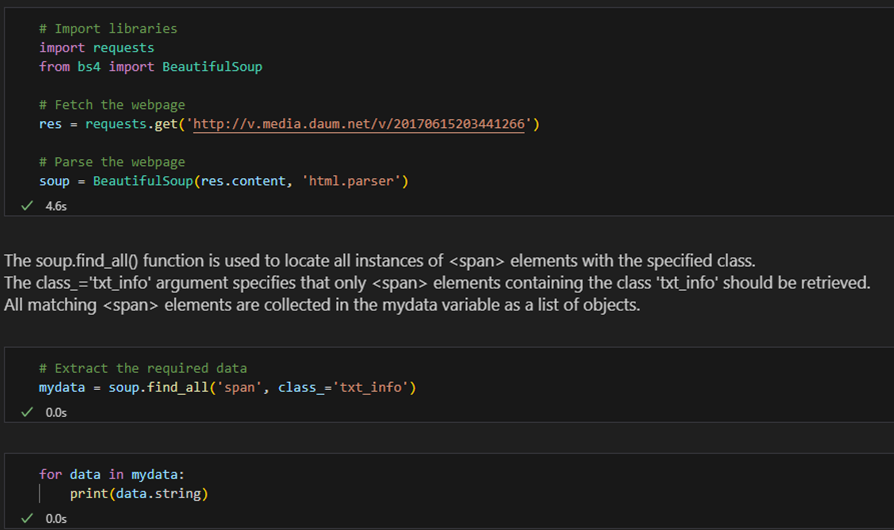 # Import libraries
import requests
from bs4 import BeautifulSoup
# Fetch the webpage
res = requests.get('http://v.media.daum.net/v/20170615203441266')
# Parse the webpage
soup = BeautifulSoup(res.content, 'html.parser')
✓ 4.6s
The soup.find_all() function is used to locate all instances of <span> elements with the specified class.
The class_='txt_info' argument specifies that only <span> elements containing the class 'txt_info' should be retrieved.
All matching <span> elements are collected in the mydata variable as a list of objects.
# Extract the required data
mydata = soup.find_all('span', class_='txt_info')
✓ 0.0s
for data in mydata:
    print(data.string)
✓ 0.0s